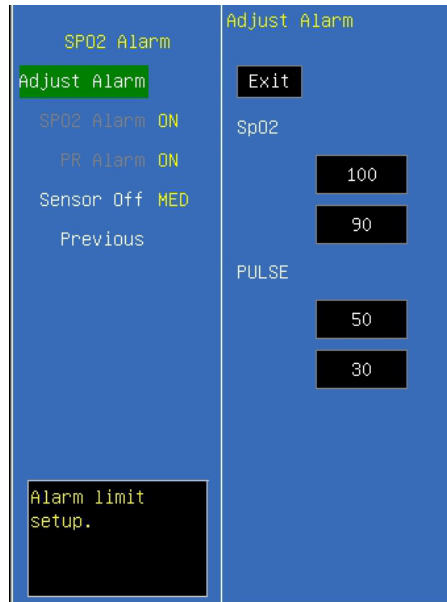 SPO2 Alarm
Adjust Alarm
SPO2 Alarm ON
PR Alarm ON
Sensor Off MED
Previous
Alarm limit
setup.
Adjust Alarm
Exit
SpO2
100
90
PULSE
50
30